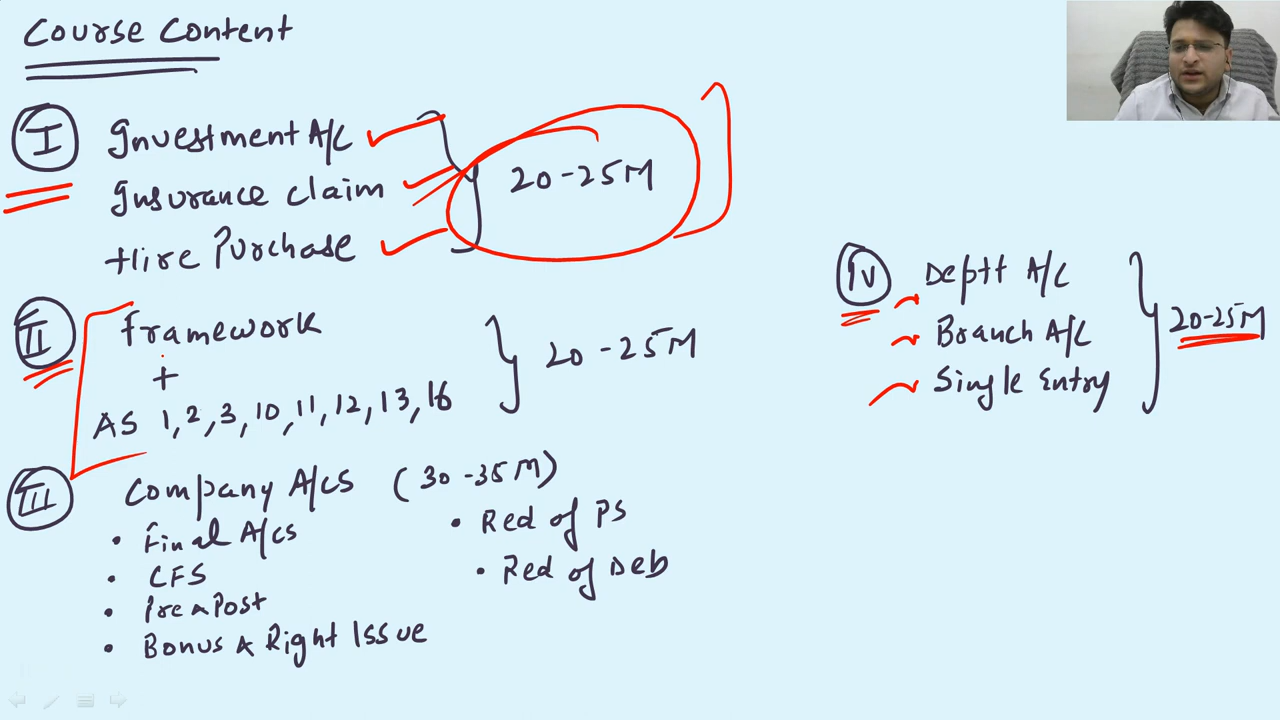 Course Content
I
Investment A/C
Insurance claim
Hire Purchase
20-25M
II
Framework
+
AS 1,2,3,10,11,12,13,16
20-25M
III
Company A/cs (30-35M)
• Final A/cs
• CFS
• Pre & Post
• Bonus & Right Issue
• Red of PS
• Red of Deb
IV
Deptt A/C
Branch A/C
Single Entry
20-25M